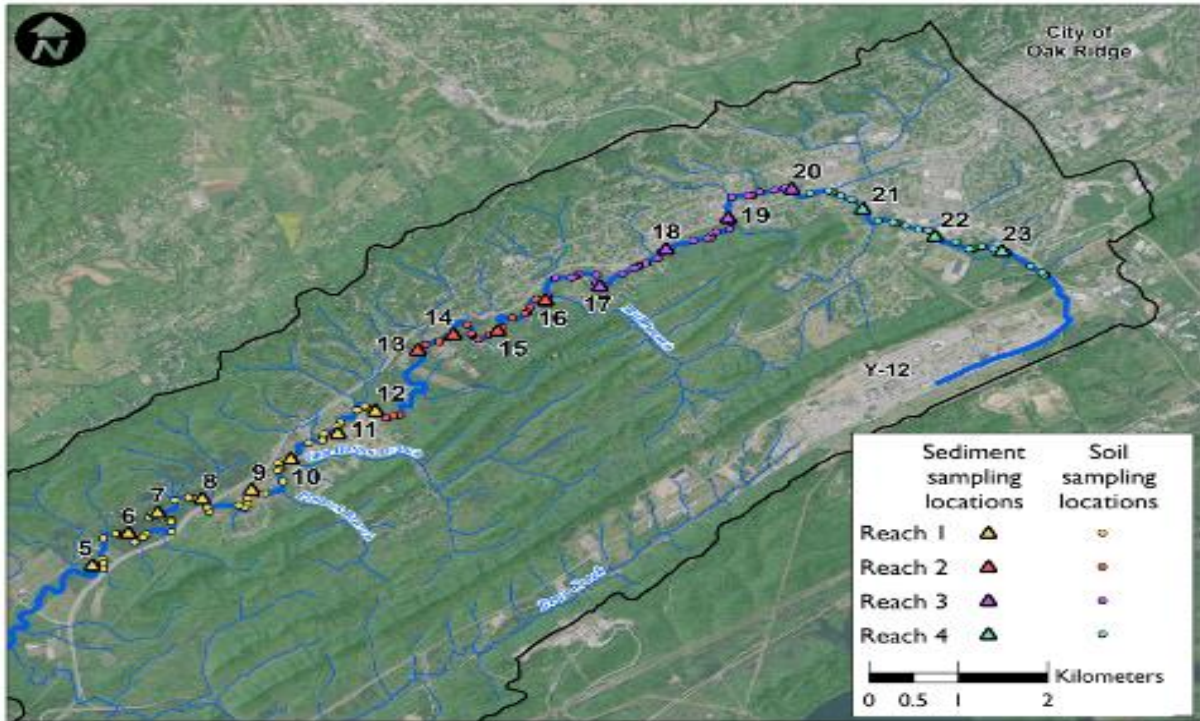 N
City of
Oak Ridge
20
21
19
22
23
18
17
16
14
15
13
Y-12
12
11
10
9
8
7
6
5
Sediment
sampling
locations
Soil
sampling
locations
Reach 1
Reach 2
Reach 3
Reach 4
Kilometers
0 0.5 1 2